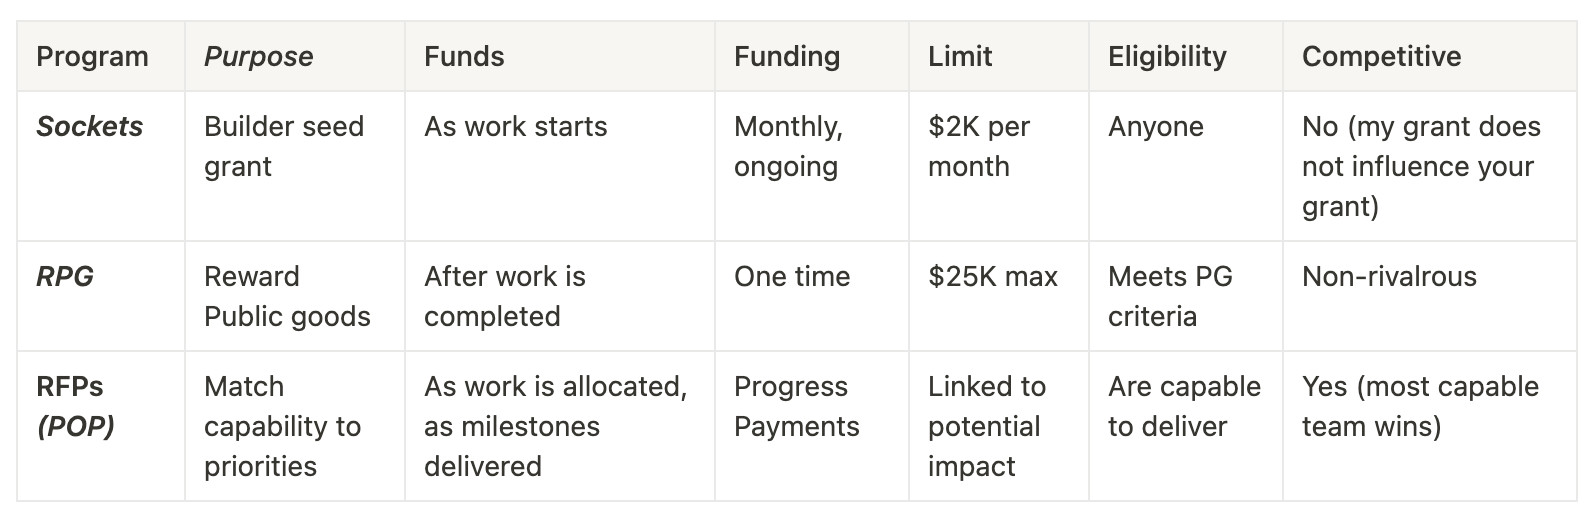 Program
Purpose
Funds
Funding
Limit
Eligibility
Competitive
Sockets
Builder seed
grant
As work starts
Monthly,
ongoing
$2K per
month
Anyone
No (my grant does
not influence your
grant)
RPG
Reward
Public goods
After work is
completed
One time
$25K max
Meets PG
criteria
Non-rivalrous
RFPs
(POP)
Match
capability to
priorities
As work is allocated,
as milestones
delivered
Progress
Payments
Linked to
potential
impact
Are capable
to deliver
Yes (most capable
team wins)